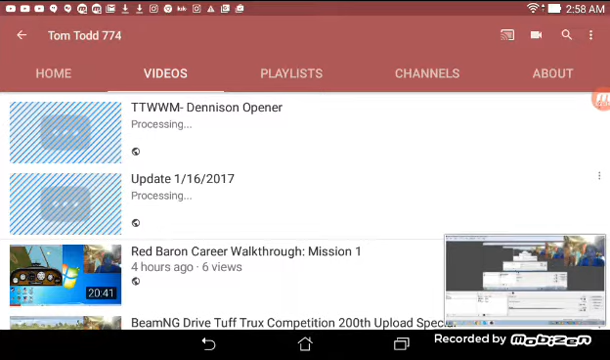 kik
2:58 AM
Tom Todd 774
HOME
VIDEOS
PLAYLISTS
CHANNELS
ABOUT
TTWWM- Dennison Opener
Processing...
Update 1/16/2017
Processing...
Red Baron Career Walkthrough: Mission 1
4 hours ago · 6 views
20:41
BeamNG Drive Tuff Trux Competition 200th Upload Special
Recorded by Mobizen